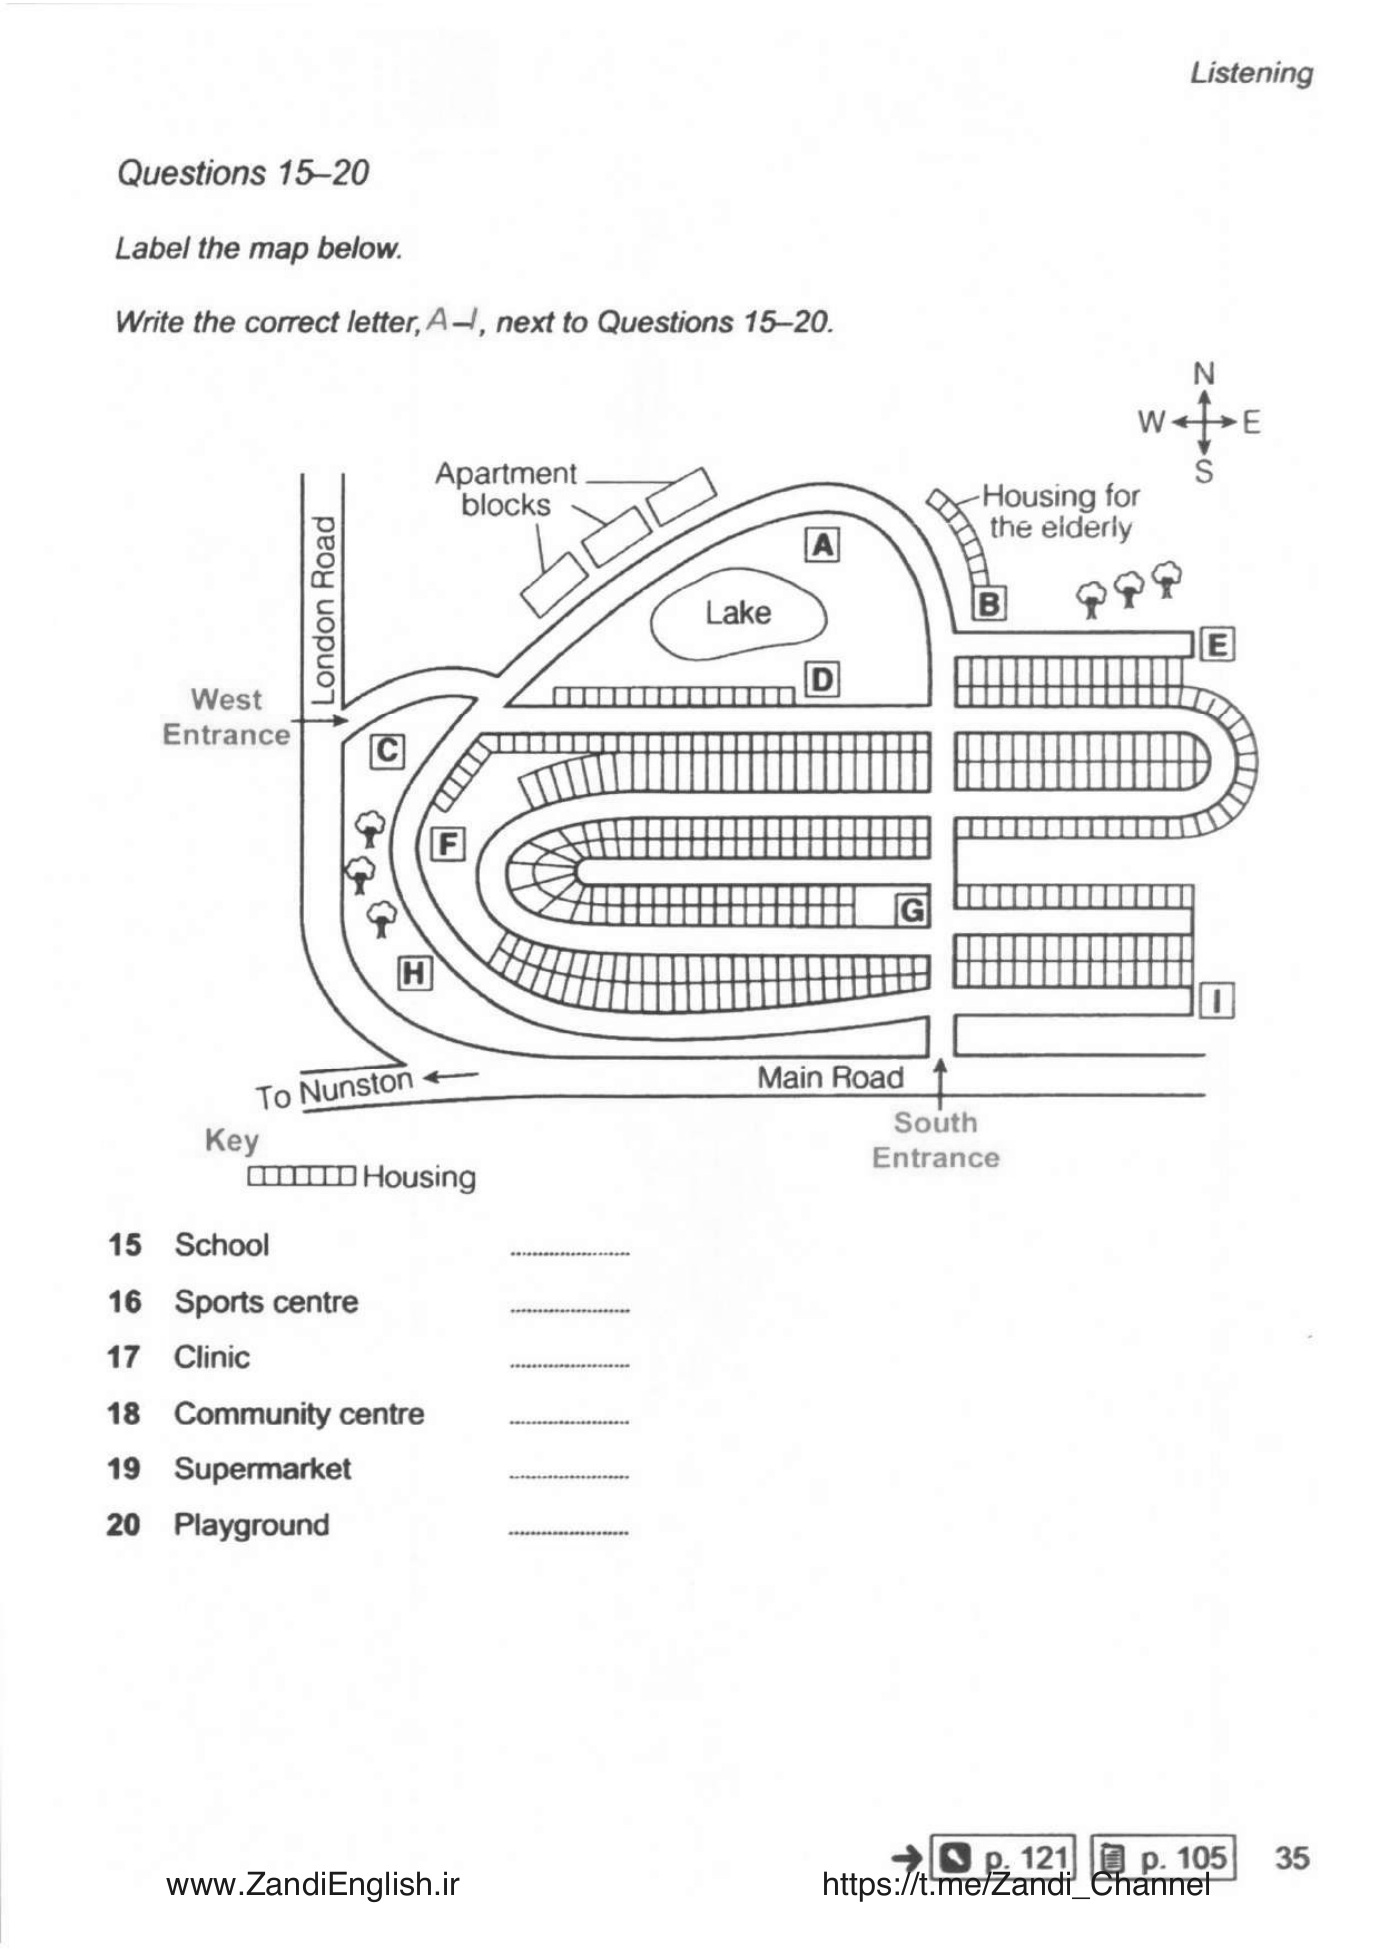 Listening
Questions 15–20
Label the map below.
Write the correct letter, A–I, next to Questions 15–20.
N
W E
S
Apartment
blocks
Housing for
the elderly
London Road
A
Lake
B
E
D
West
Entrance
C
F
G
H
I
To Nunston
Main Road
South
Entrance
Key
Housing
15 School ....................
16 Sports centre ....................
17 Clinic ....................
18 Community centre ....................
19 Supermarket ....................
20 Playground ....................
p. 121 p. 105 35
www.ZandiEnglish.ir https://t.me/Zandi_Channel